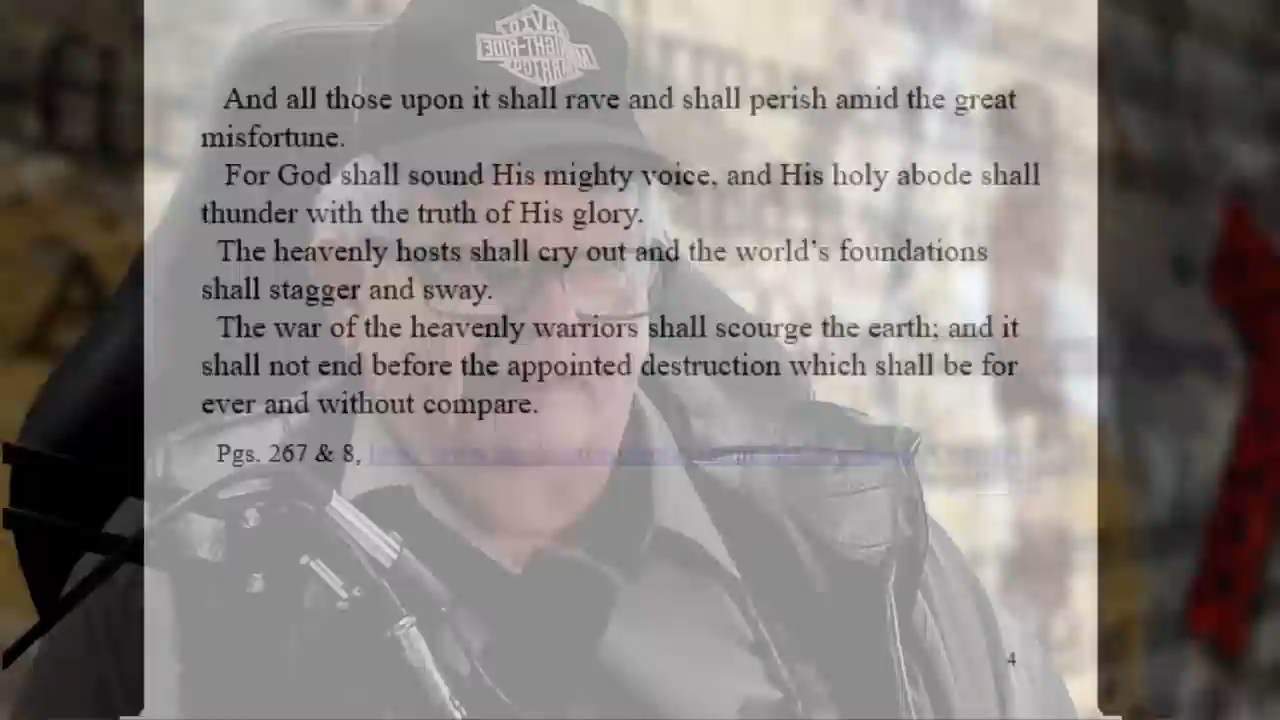 And all those upon it shall rave and shall perish amid the great
misfortune.
For God shall sound His mighty voice, and His holy abode shall
thunder with the truth of His glory.
The heavenly hosts shall cry out and the world's foundations
shall stagger and sway.
The war of the heavenly warriors shall scourge the earth; and it
shall not end before the appointed destruction which shall be for
ever and without compare.
Pgs. 267 & 8,
4